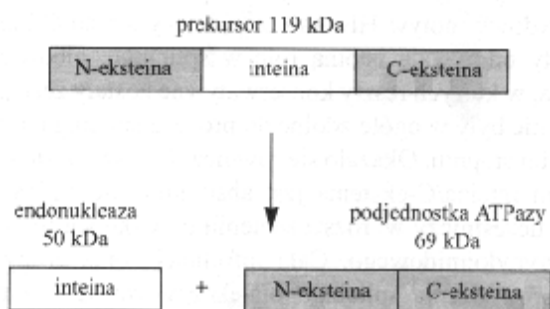 prekursor 119 kDa
N-eksteina inteina C-eksteina
endonukleaza podjednostka ATPazy
50 kDa 69 kDa
inteina + N-eksteina C-eksteina